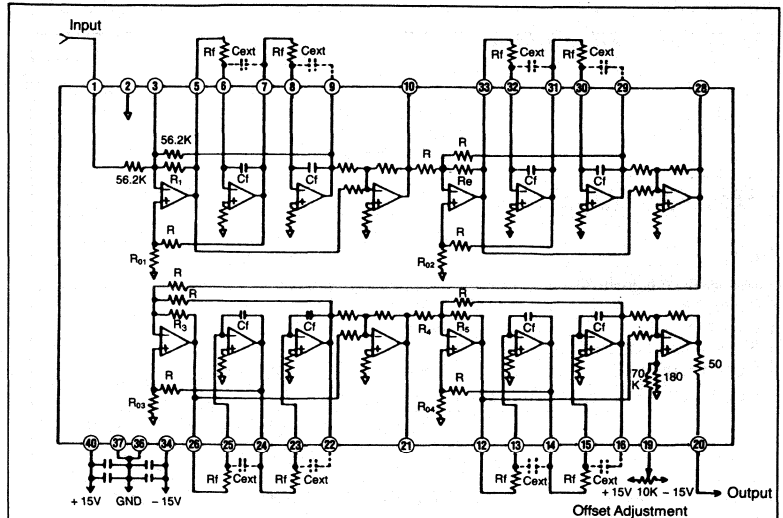 Input
Rf Cext Rf Cext Rf Cext Rf Cext
1 2 3 5 6 7 8 9 10 33 32 31 30 29 28
56.2K R R
56.2K R₁ Cf Cf R Re Cf Cf
R R
R₀₁ R₀₂
R
R R
R₃ Cf Cf R₄ R₅ Cf Cf
R R 70 K 180 50
R₀₃ R₀₄
40 37 36 34 26 25 24 23 22 21 12 13 14 15 16 19 20
Rf Cext Rf Cext Rf Cext Rf Cext
+15V GND −15V +15V 10K −15V Output
Offset Adjustment